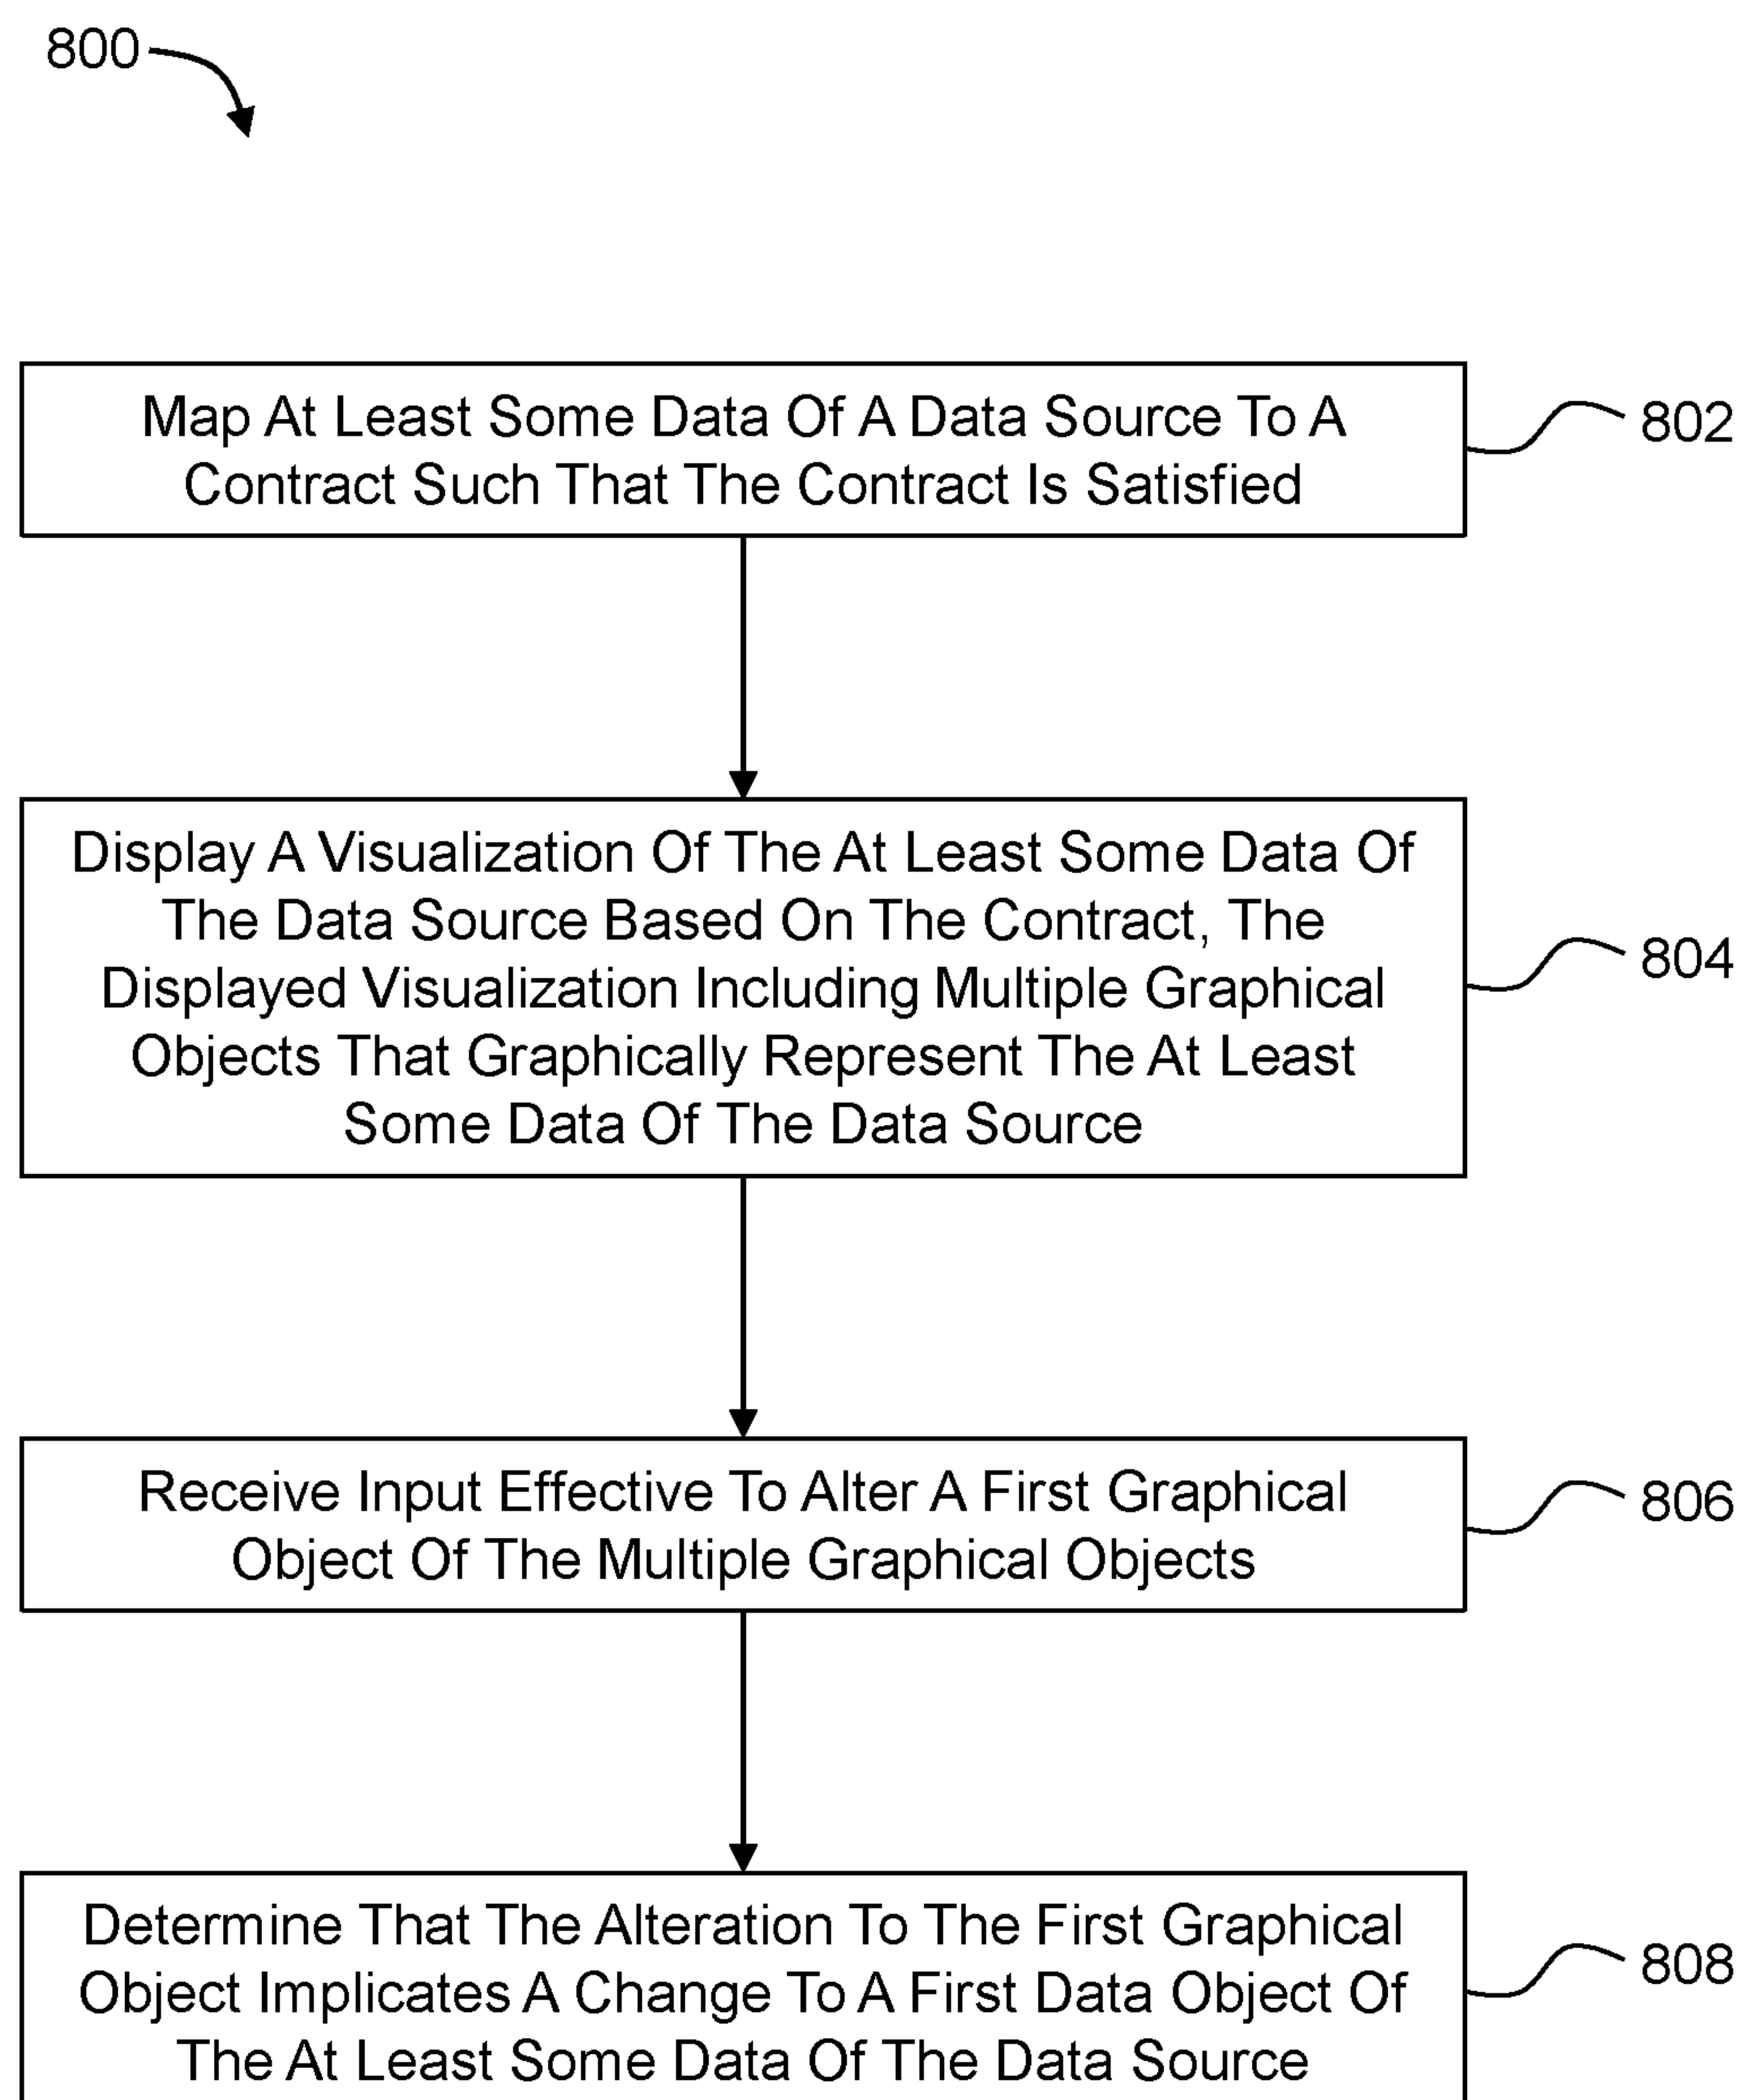 800
Map At Least Some Data Of A Data Source To A
Contract Such That The Contract Is Satisfied
802
Display A Visualization Of The At Least Some Data Of
The Data Source Based On The Contract, The
Displayed Visualization Including Multiple Graphical
Objects That Graphically Represent The At Least
Some Data Of The Data Source
804
Receive Input Effective To Alter A First Graphical
Object Of The Multiple Graphical Objects
806
Determine That The Alteration To The First Graphical
Object Implicates A Change To A First Data Object Of
The At Least Some Data Of The Data Source
808